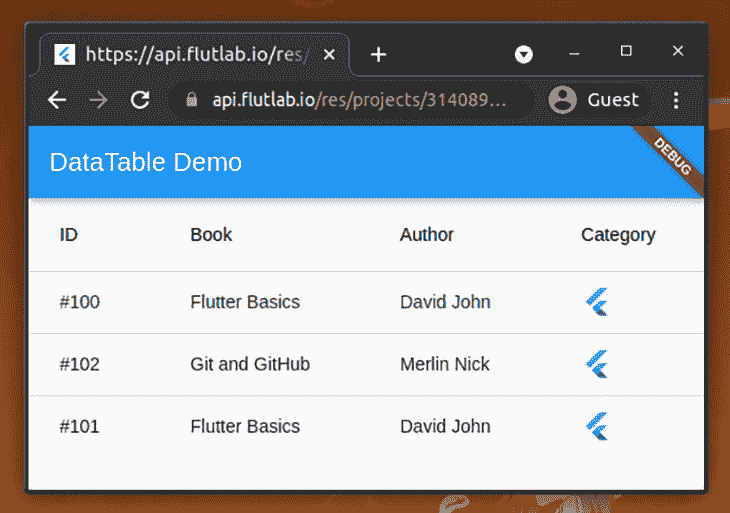 https://api.flutlab.io/res/
api.flutlab.io/res/projects/314089... Guest
DataTable Demo
DEBUG
ID Book Author Category
#100 Flutter Basics David John
#102 Git and GitHub Merlin Nick
#101 Flutter Basics David John